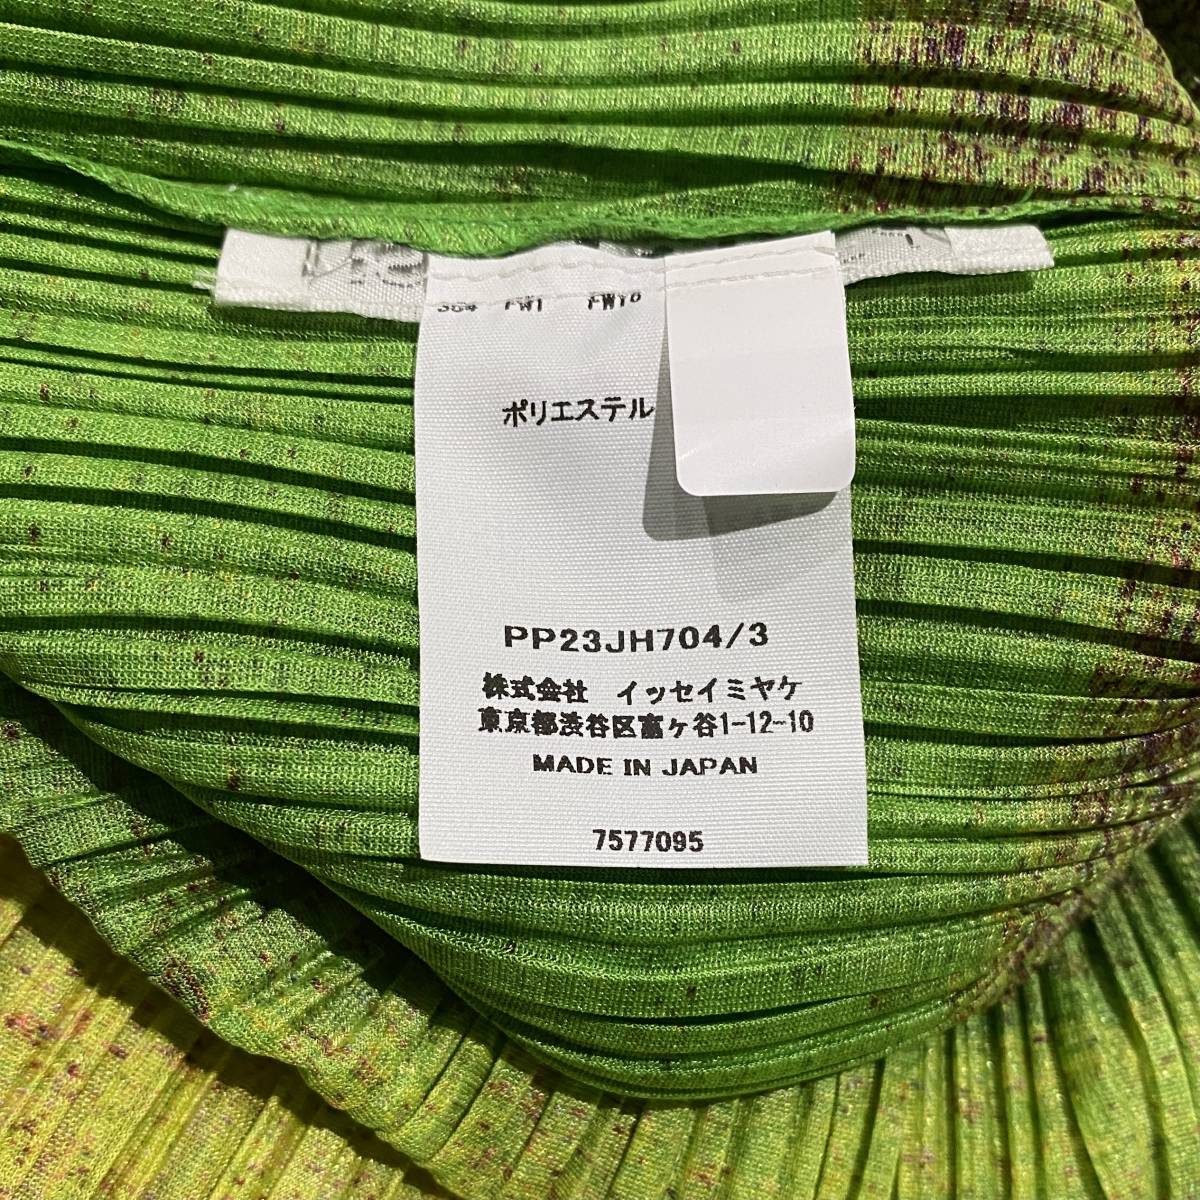 ポリエステル
PP23JH704/3
株式会社 イッセイミヤケ
東京都渋谷区富ヶ谷1-12-10
MADE IN JAPAN
7577095